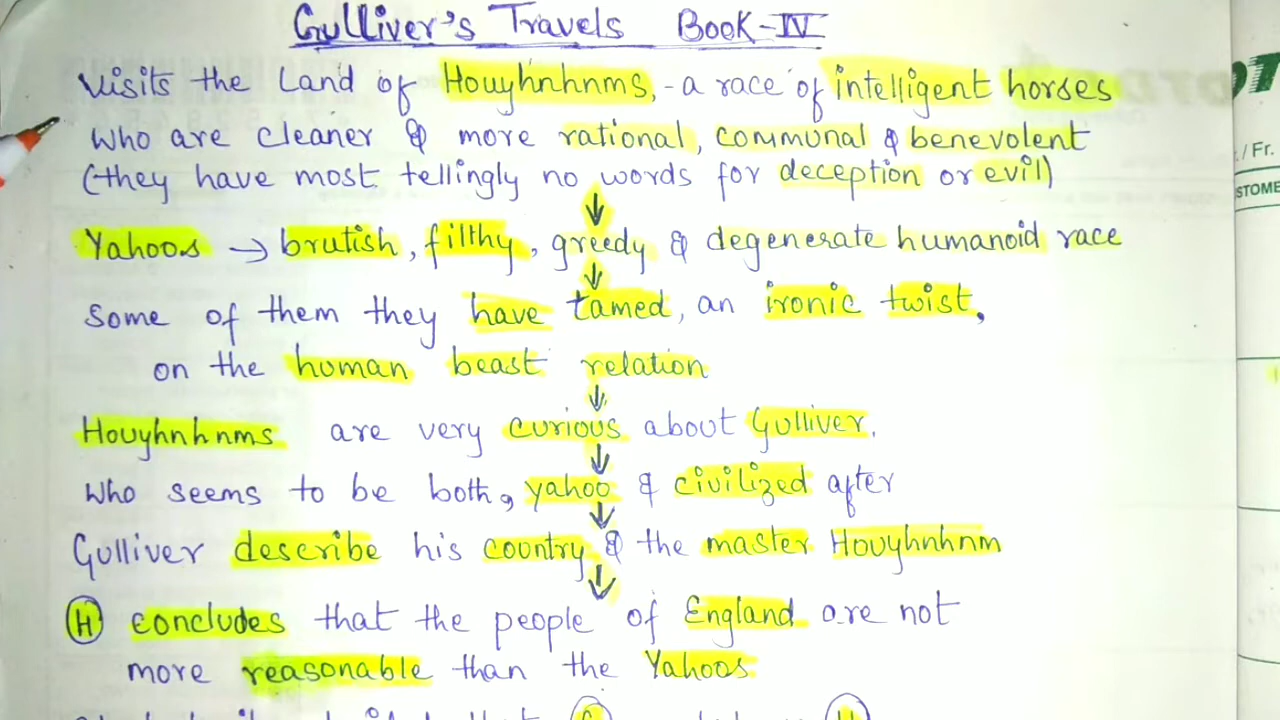 Gulliver's Travels Book-IV
Visits the Land of Houyhnhnms, - a race of intelligent horses
who are cleaner & more rational, communal & benevolent
(they have most tellingly no words for deception or evil)
Yahoos → brutish, filthy, greedy & degenerate humanoid race
Some of them they have tamed, an ironic twist,
on the human beast relation
Houyhnhnms are very curious about Gulliver,
who seems to be both, yahoo & civilized after
Gulliver describe his country & the master Houyhnhnm
(H) concludes that the people of England are not
more reasonable than the Yahoos
/ Fr.
STOME